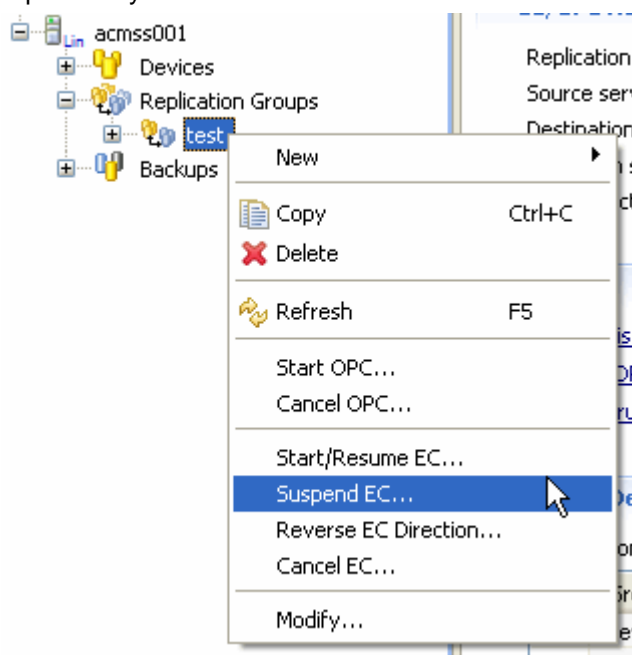 Lin acmss001
Devices
Replication
Replication Groups
Source serv
test
Destination
Backups
New
Copy Ctrl+C
Delete
Refresh F5
Start OPC...
Cancel OPC...
Start/Resume EC...
Suspend EC...
Reverse EC Direction...
Cancel EC...
Modify...